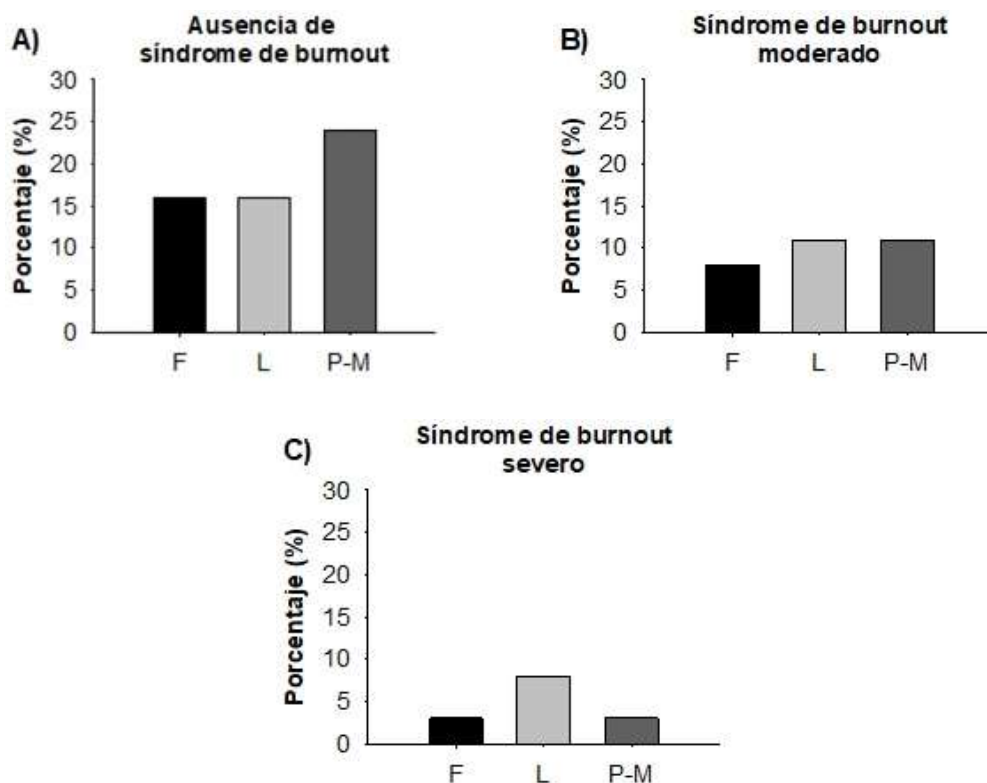 A)
Ausencia de
síndrome de burnout
Porcentaje (%)
30
25
20
15
10
5
0
F L P-M
B)
Síndrome de burnout
moderado
Porcentaje (%)
30
25
20
15
10
5
0
F L P-M
C)
Síndrome de burnout
severo
Porcentaje (%)
30
25
20
15
10
5
0
F L P-M